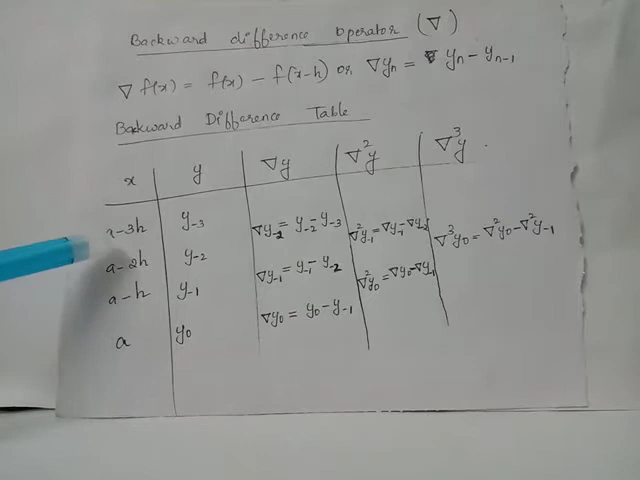 Backward difference operator (∇)
∇ f(x) = f(x) - f(x-h) or, ∇yₙ = yₙ - yₙ₋₁
Backward Difference Table
x y ∇y ∇²y ∇³y
a-3h y₋₃
∇y₋₂ = y₋₂ - y₋₃
a-2h y₋₂ ∇²y₋₁ = ∇y₋₁ - ∇y₋₂
∇y₋₁ = y₋₁ - y₋₂ ∇³y₀ = ∇²y₀ - ∇²y₋₁
a-h y₋₁ ∇²y₀ = ∇y₀ - ∇y₋₁
∇y₀ = y₀ - y₋₁
a y₀